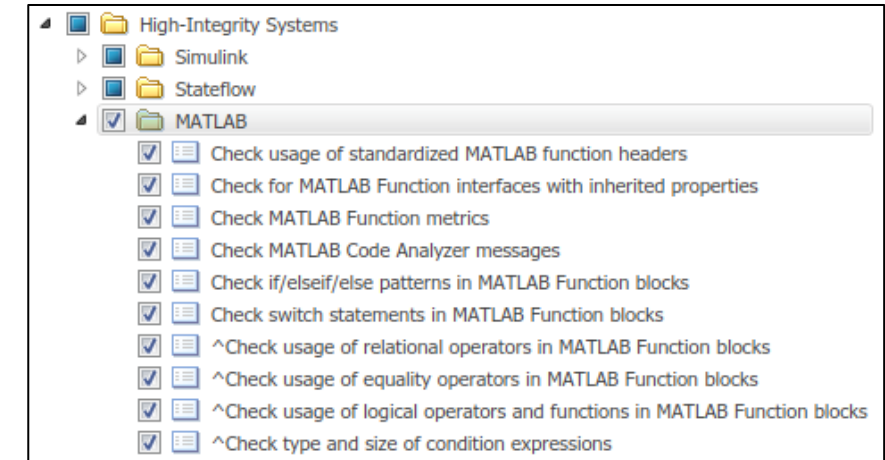 High-Integrity Systems
Simulink
Stateflow
MATLAB
Check usage of standardized MATLAB function headers
Check for MATLAB Function interfaces with inherited properties
Check MATLAB Function metrics
Check MATLAB Code Analyzer messages
Check if/elseif/else patterns in MATLAB Function blocks
Check switch statements in MATLAB Function blocks
^Check usage of relational operators in MATLAB Function blocks
^Check usage of equality operators in MATLAB Function blocks
^Check usage of logical operators and functions in MATLAB Function blocks
^Check type and size of condition expressions